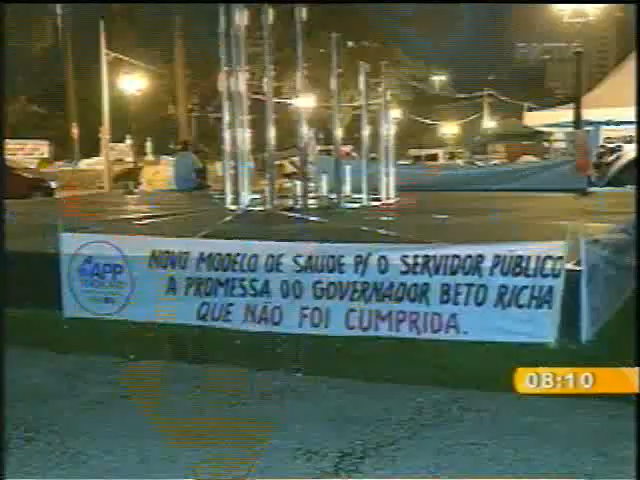 APP
NOVO MODELO DE SAÚDE P/ O SERVIDOR PÚBLICO
A PROMESSA DO GOVERNADOR BETO RICHA
QUE NÃO FOI CUMPRIDA.
08:10